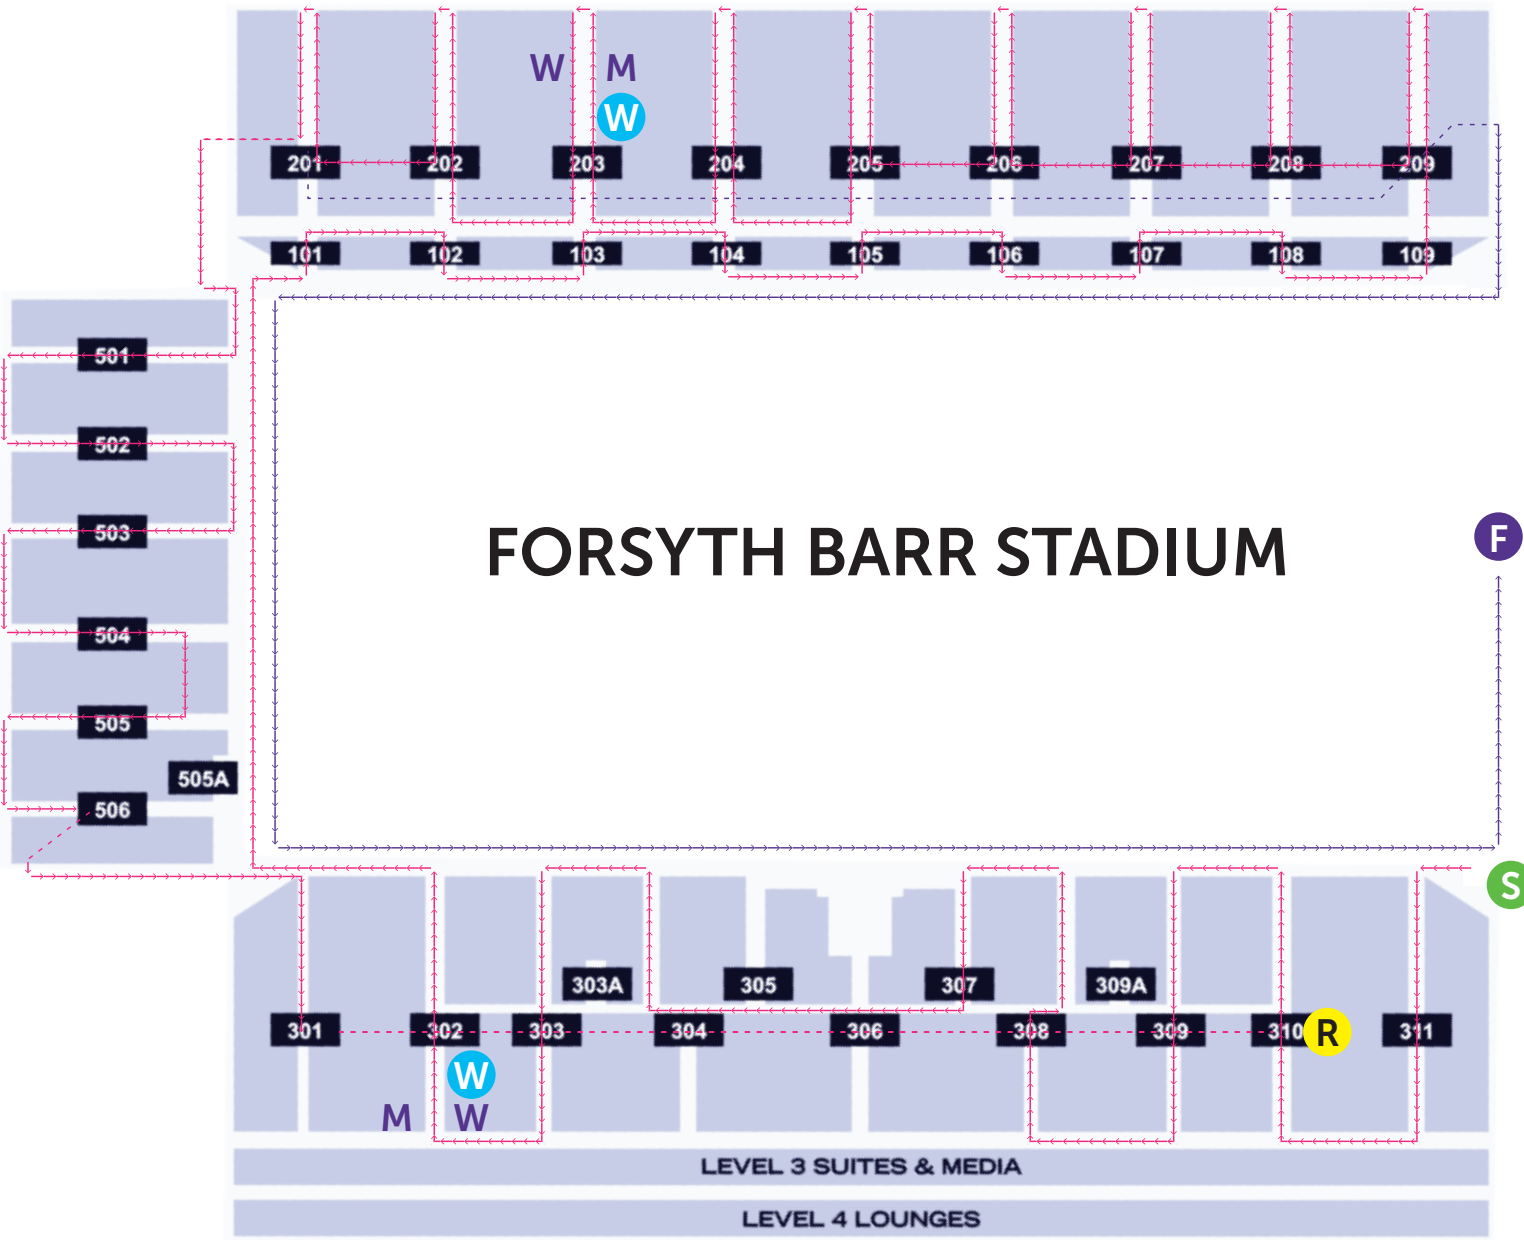 W M
W
201 202 203 204 205 206 207 208 209
101 102 103 104 105 106 107 108 109
501
502
503
504
505
505A
506
FORSYTH BARR STADIUM
F
S
303A 305 307 309A
301 302 303 304 306 308 309 310 R 311
W
M W
LEVEL 3 SUITES & MEDIA
LEVEL 4 LOUNGES